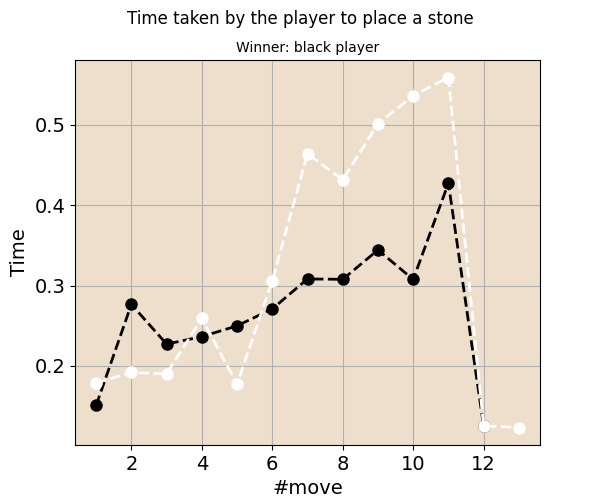 Time taken by the player to place a stone
Winner: black player
0.5
0.4
0.3
0.2
Time
2 4 6 8 10 12
#move